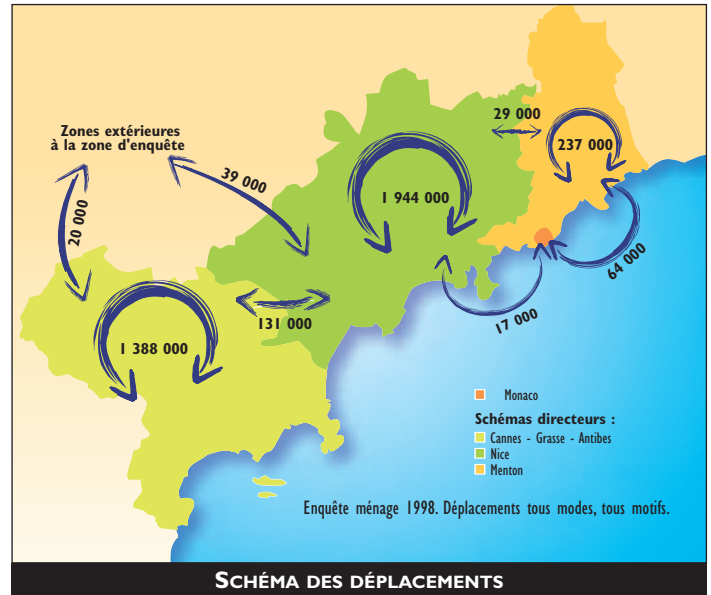 29 000
Zones extérieures
à la zone d'enquête
237 000
39 000
1 944 000
20 000
64 000
131 000
17 000
1 388 000
Monaco
Schémas directeurs :
Cannes - Grasse - Antibes
Nice
Menton
Enquête ménage 1998. Déplacements tous modes, tous motifs.
SCHÉMA DES DÉPLACEMENTS